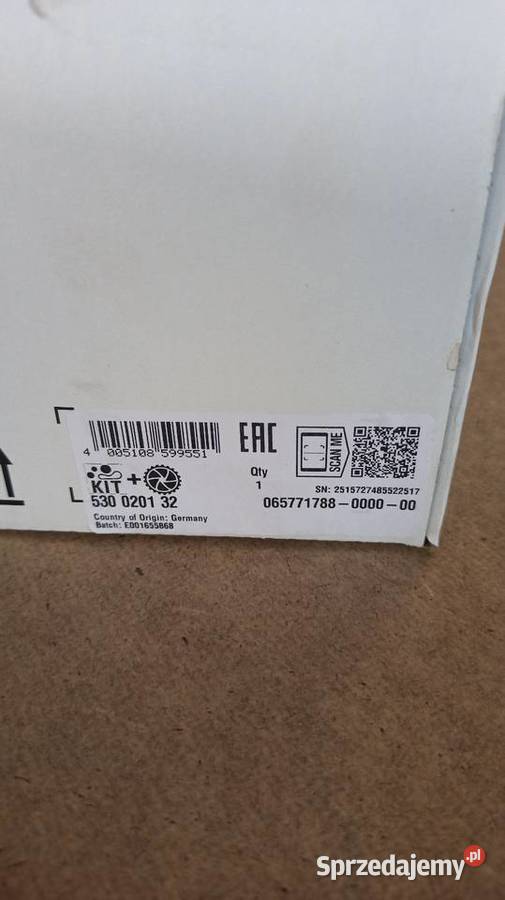 4 005108 599551
EAC
SCAN ME
Qty
1
KIT +
530 0201 32
SN: 2515727485522517
065771788-0000-00
Country of Origin: Germany
Batch: E001655868
Sprzedajemy.pl